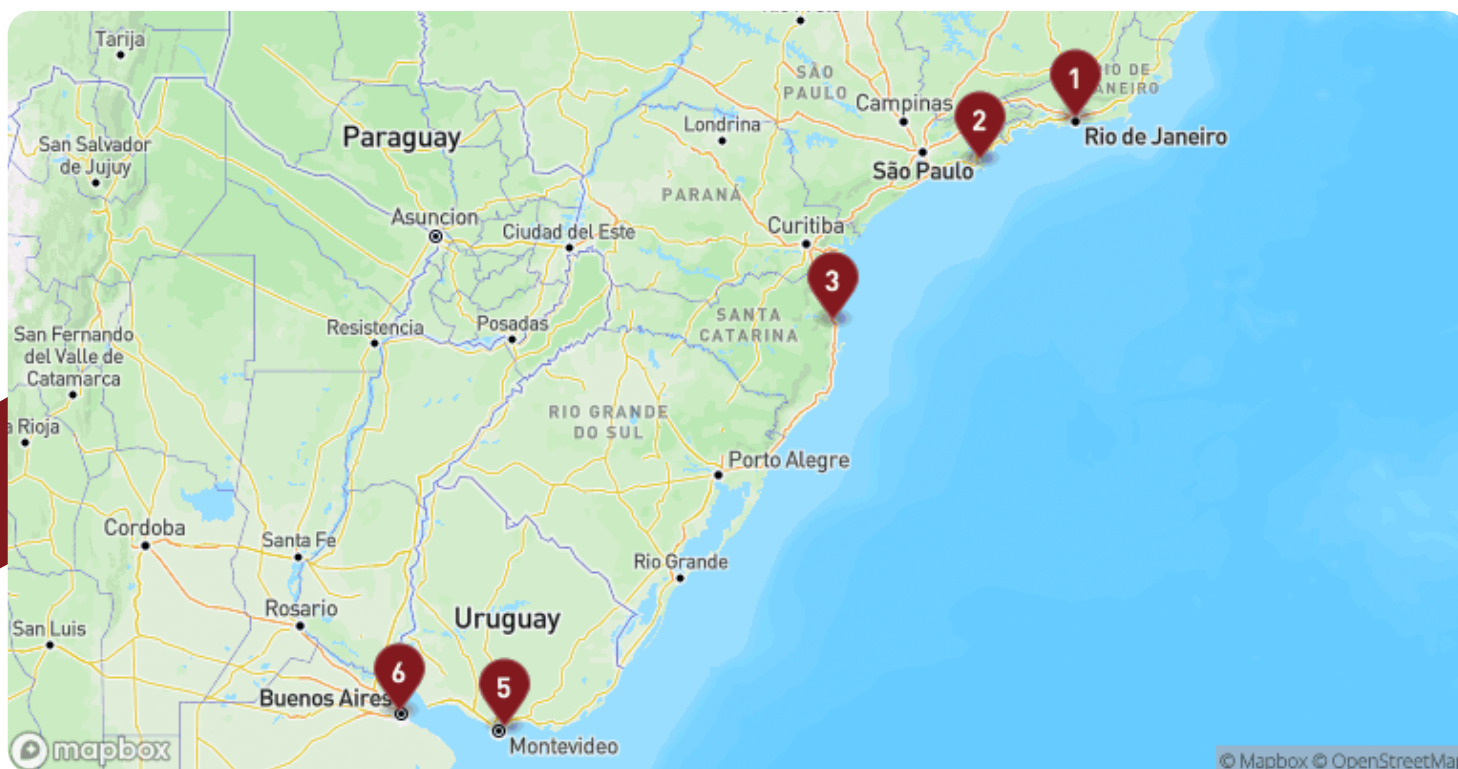 Tarija
SÃO
PAULO
1
RIO DE
JANEIRO
2
Campinas
Paraguay
Londrina
Rio de Janeiro
San Salvador
de Jujuy
São Paulo
PARANÁ
Asuncion
Ciudad del Este
Curitiba
3
SANTA
CATARINA
Resistencia
Posadas
San Fernando
del Valle de
Catamarca
RIO GRANDE
DO SUL
a Rioja
Porto Alegre
Cordoba
Santa Fe
Rio Grande
Rosario
Uruguay
San Luis
6
5
Buenos Aires
Montevideo
mapbox
© Mapbox © OpenStreetMap